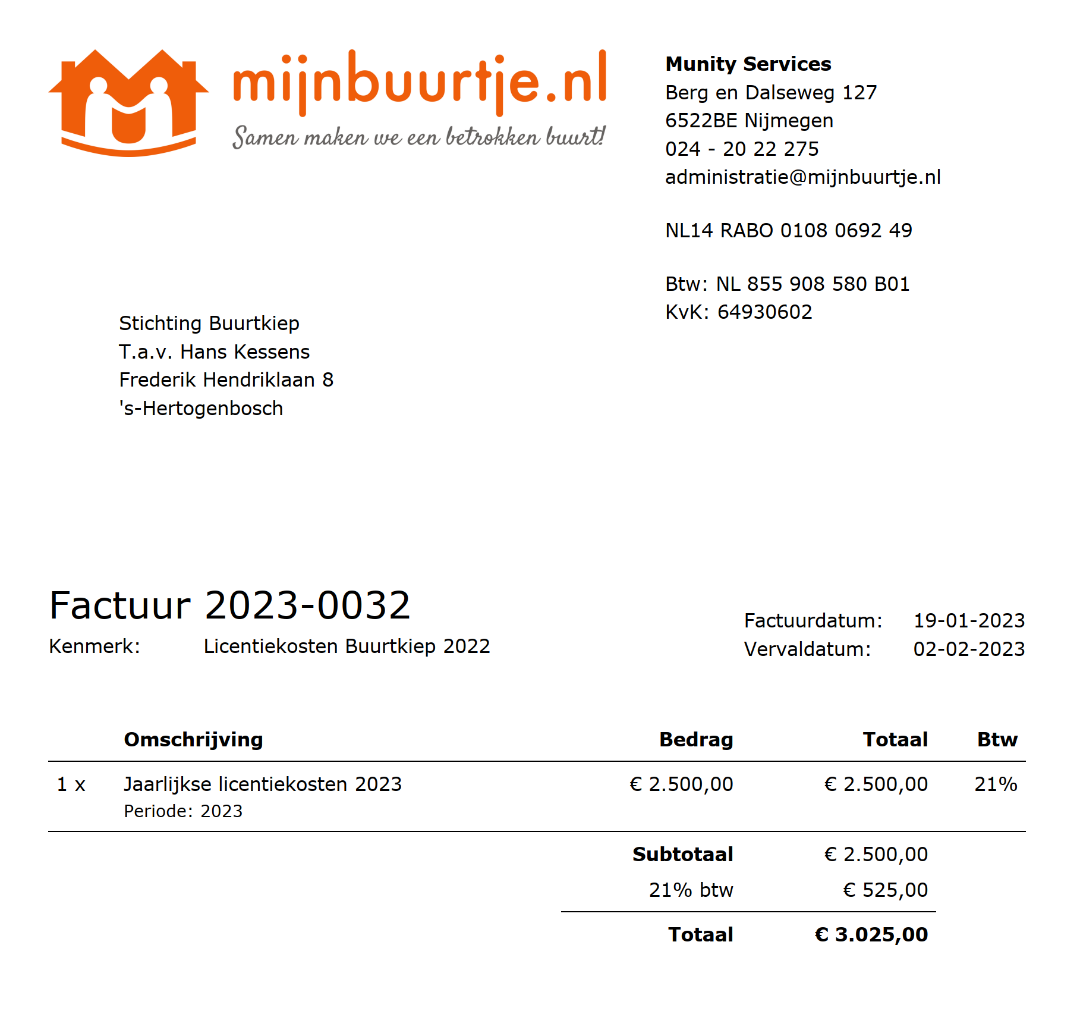 mijnbuurtje.nl
Samen maken we een betrokken buurt!
Munity Services
Berg en Dalseweg 127
6522BE Nijmegen
024 - 20 22 275
administratie@mijnbuurtje.nl
NL14 RABO 0108 0692 49
Btw: NL 855 908 580 B01
KvK: 64930602
Stichting Buurtkiep
T.a.v. Hans Kessens
Frederik Hendriklaan 8
's-Hertogenbosch
Factuur 2023-0032
Kenmerk: Licentiekosten Buurtkiep 2022
Factuurdatum: 19-01-2023
Vervaldatum: 02-02-2023
Omschrijving Bedrag Totaal Btw
1 x Jaarlijkse licentiekosten 2023 € 2.500,00 € 2.500,00 21%
Periode: 2023
Subtotaal € 2.500,00
21% btw € 525,00
Totaal € 3.025,00